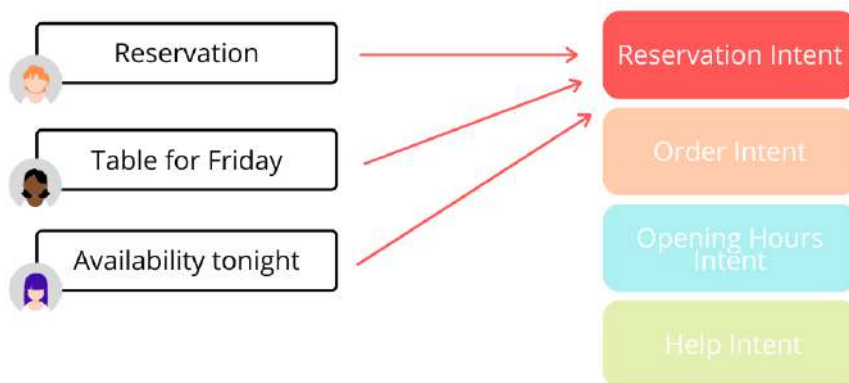 Reservation
Table for Friday
Availability tonight
Reservation Intent
Order Intent
Opening Hours
Intent
Help Intent